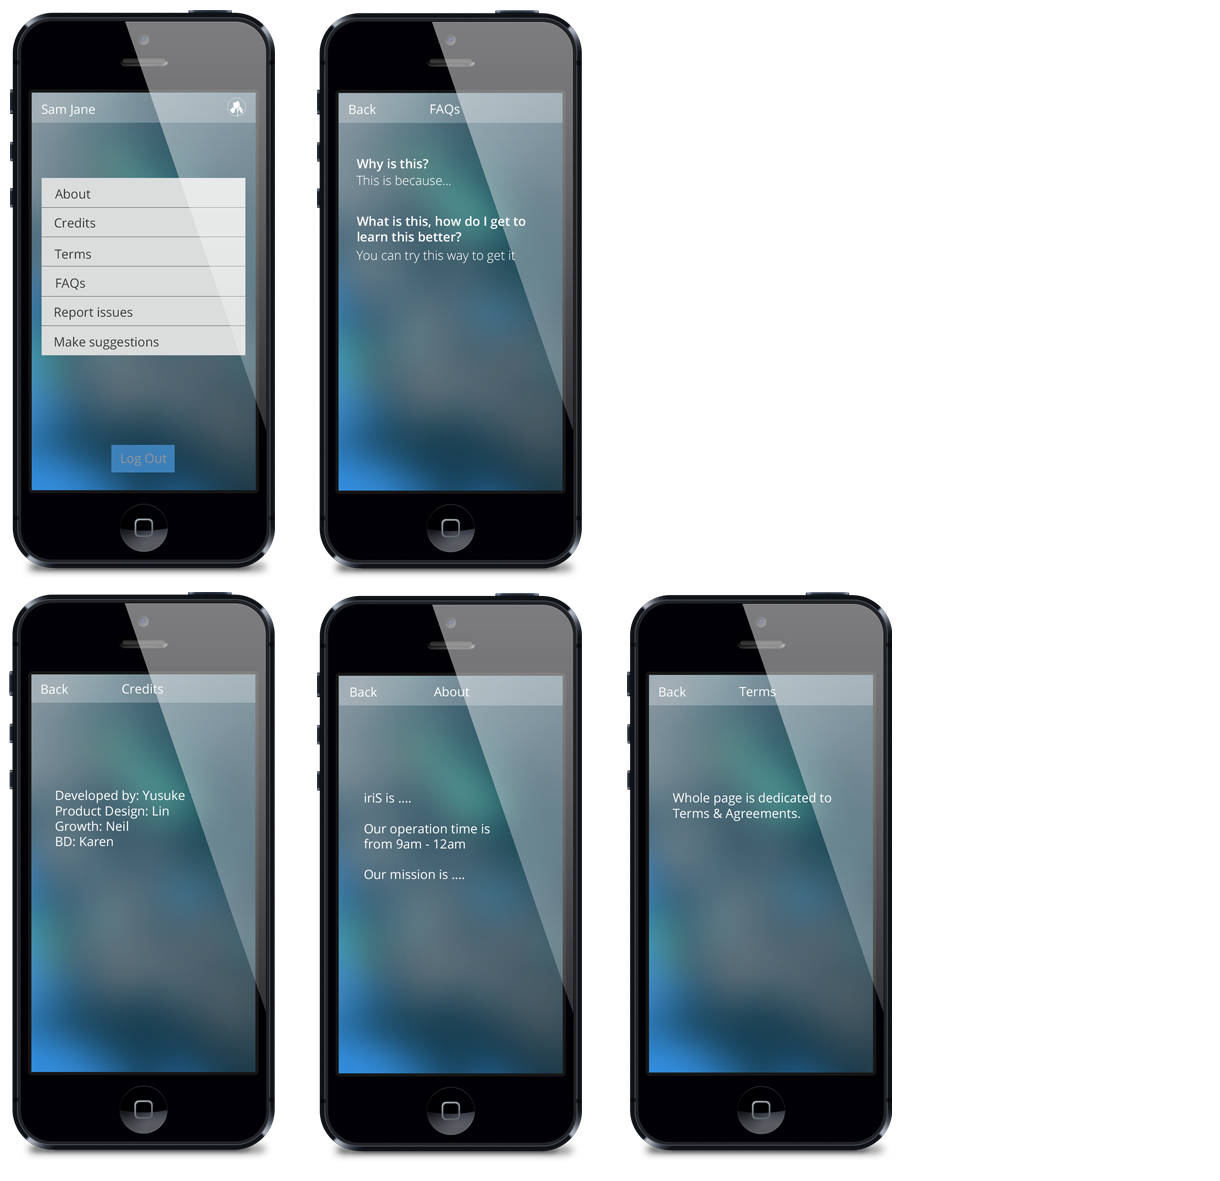 Sam Jane
About
Credits
Terms
FAQs
Report issues
Make suggestions
Log Out
Back FAQs
Why is this?
This is because...
What is this, how do I get to
learn this better?
You can try this way to get it
Back Credits
Developed by: Yusuke
Product Design: Lin
Growth: Neil
BD: Karen
Back About
iriS is ....
Our operation time is
from 9am - 12am
Our mission is ....
Back Terms
Whole page is dedicated to
Terms & Agreements.